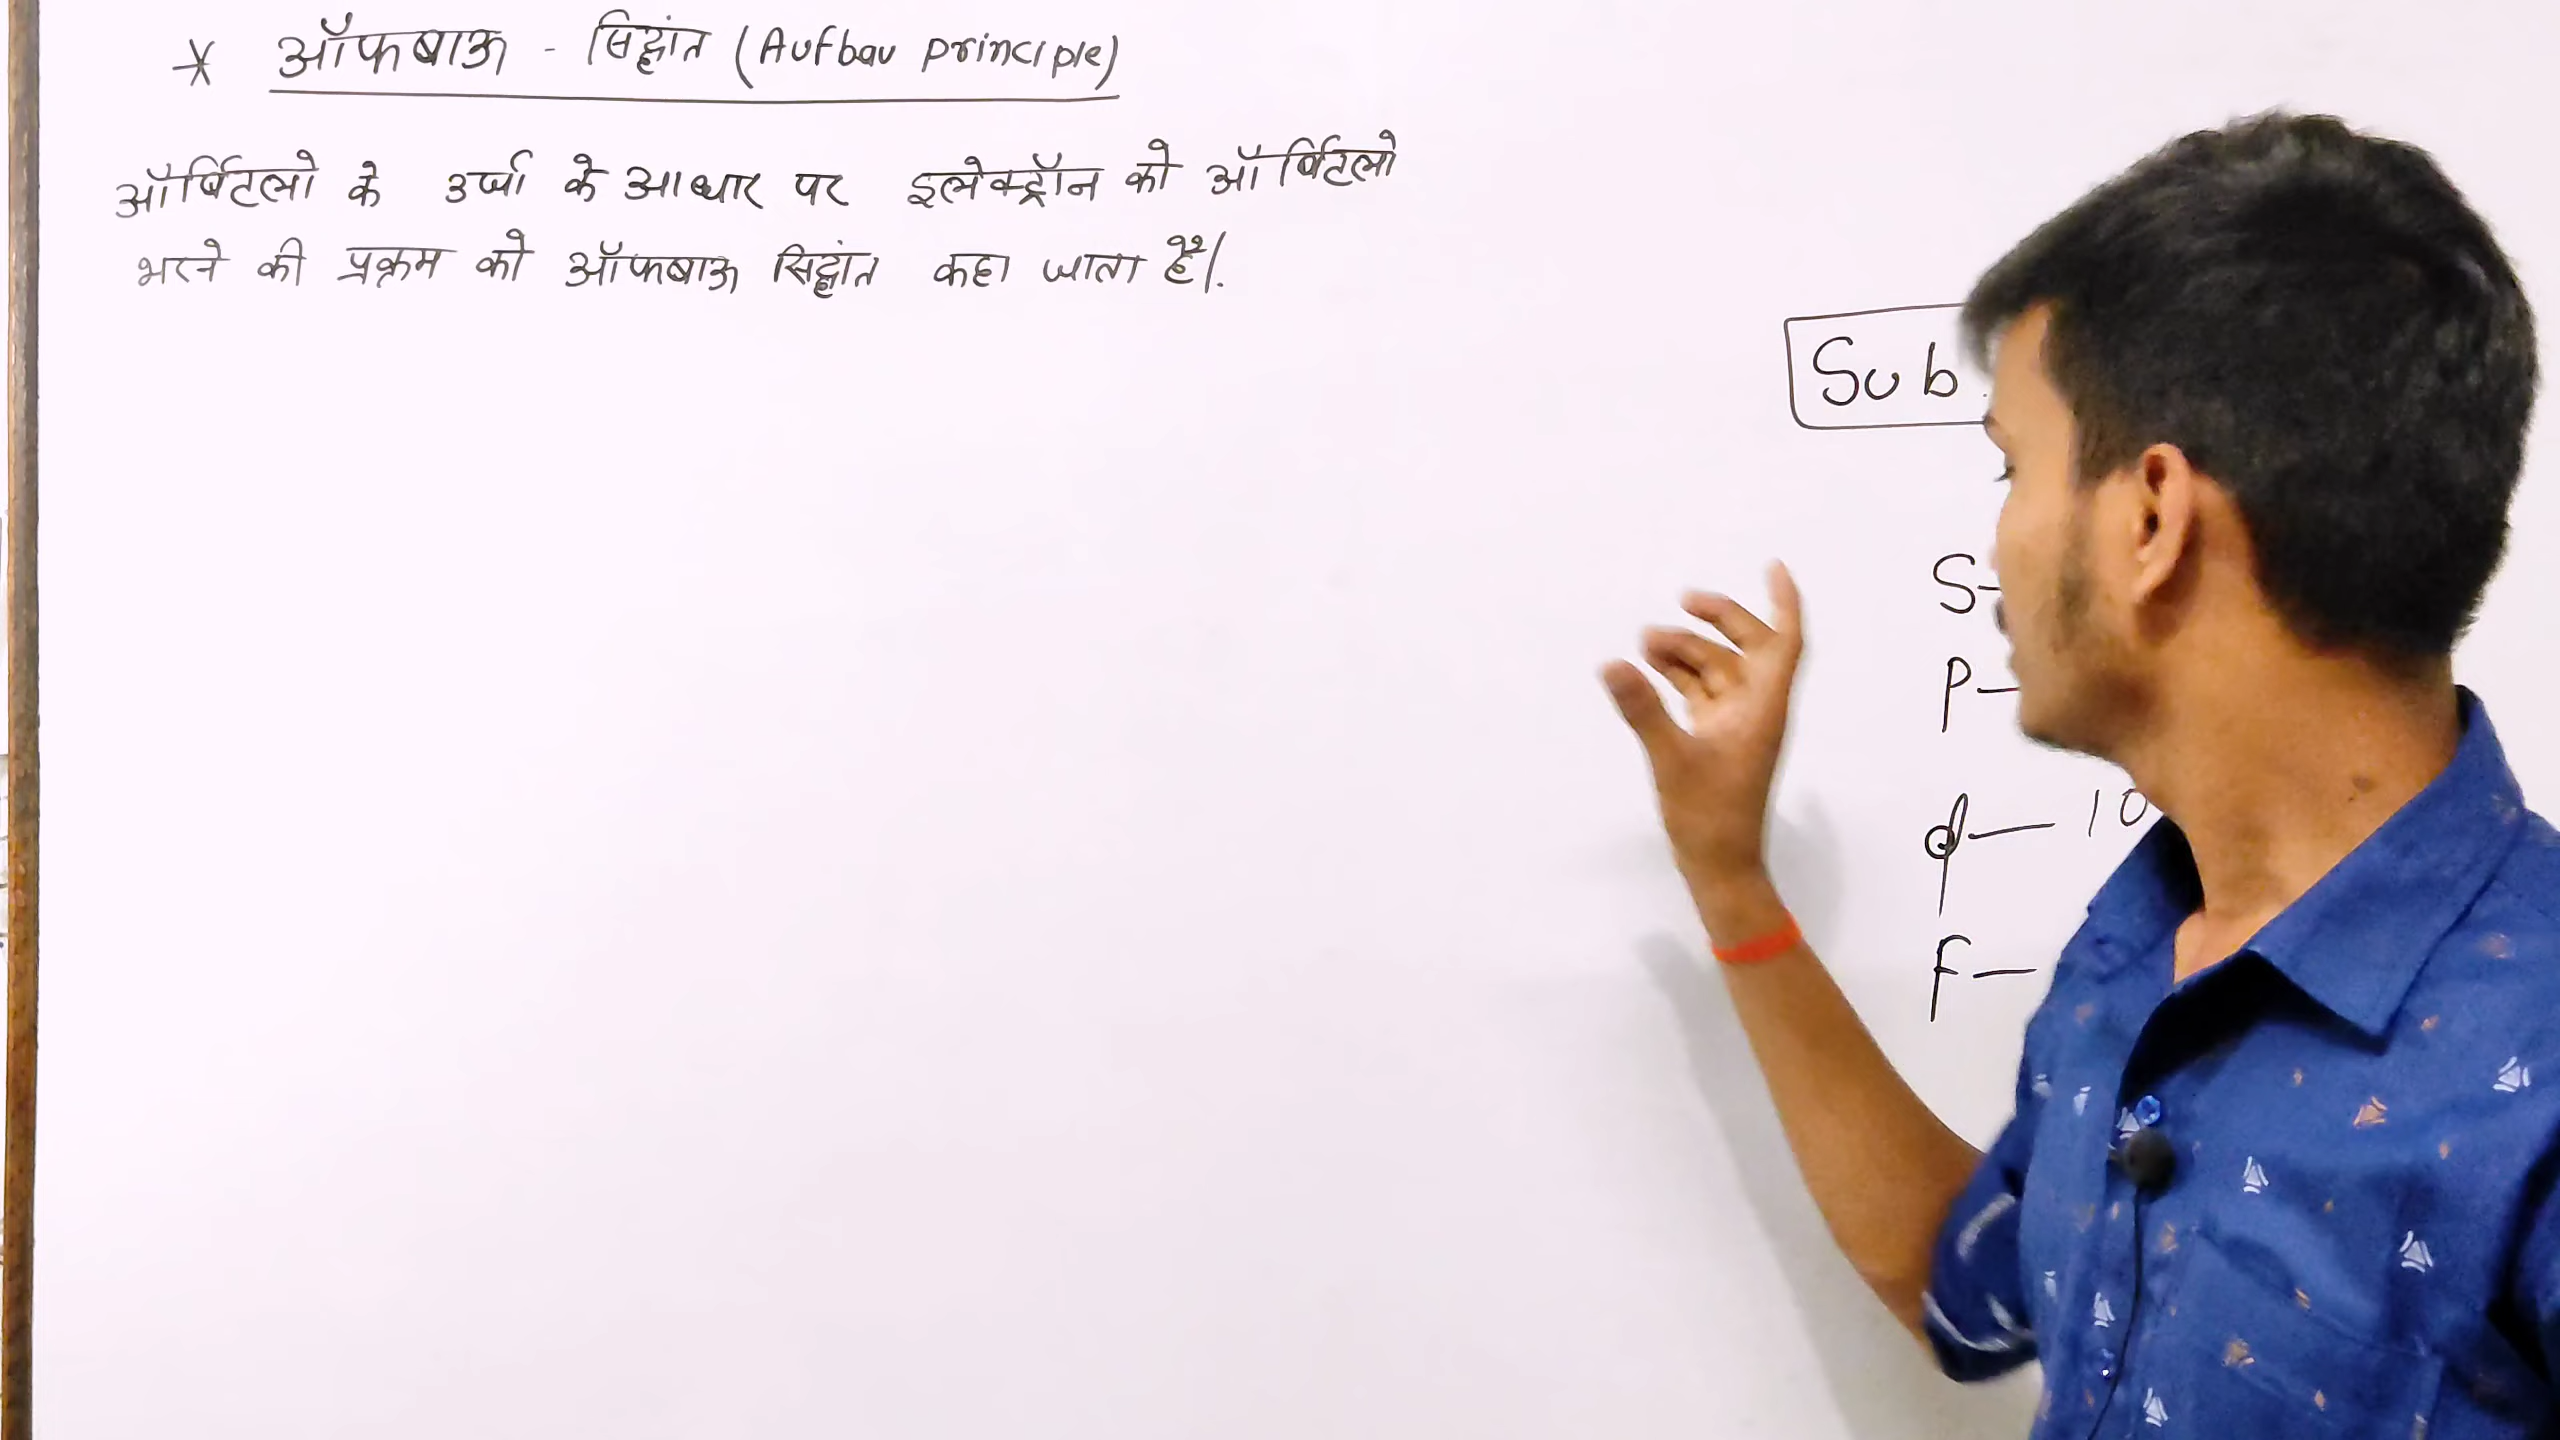 * ऑफबाऊ - सिद्धांत (Aufbau principle)
ऑर्बिटलो के उर्जा के आधार पर इलेक्ट्रॉन को ऑर्बिटलो
भरने की प्रक्रम को ऑफबाऊ सिद्धांत कहा जाता है।
Sub
S-
P-
d- 10
F-